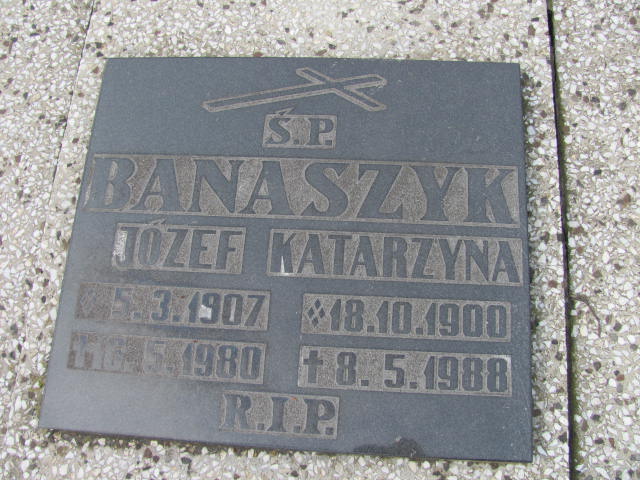 Ś.P.
BANASZYK
JÓZEF KATARZYNA
5.3.1907 18.10.1900
5.1980 † 8.5.1988
R.I.P.